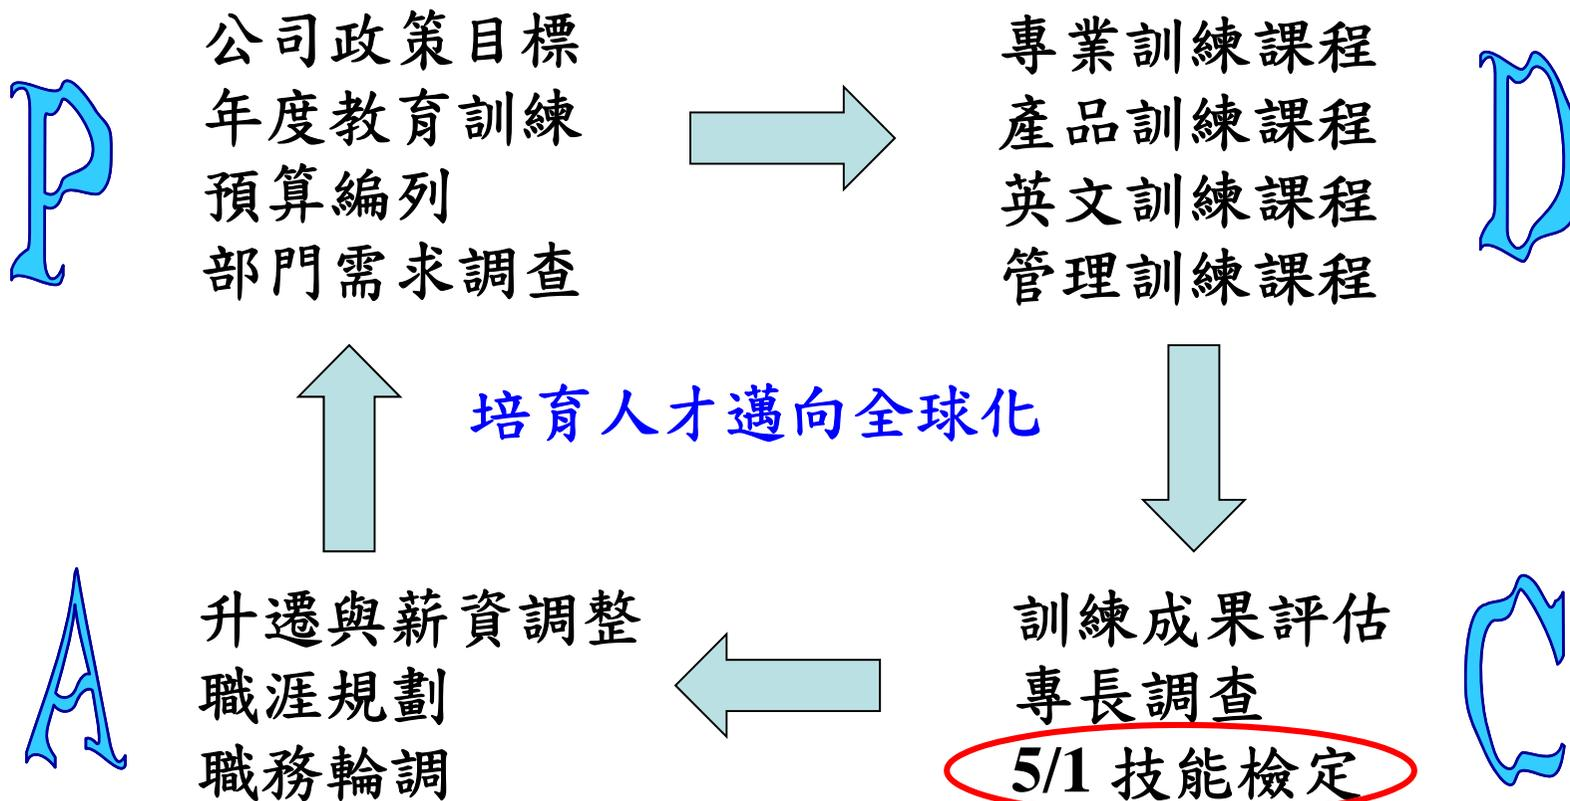 P
公司政策目標
年度教育訓練
預算編列
部門需求調查
專業訓練課程
產品訓練課程
英文訓練課程
管理訓練課程
D
培育人才邁向全球化
A
升遷與薪資調整
職涯規劃
職務輪調
訓練成果評估
專長調查
5/1 技能檢定
C